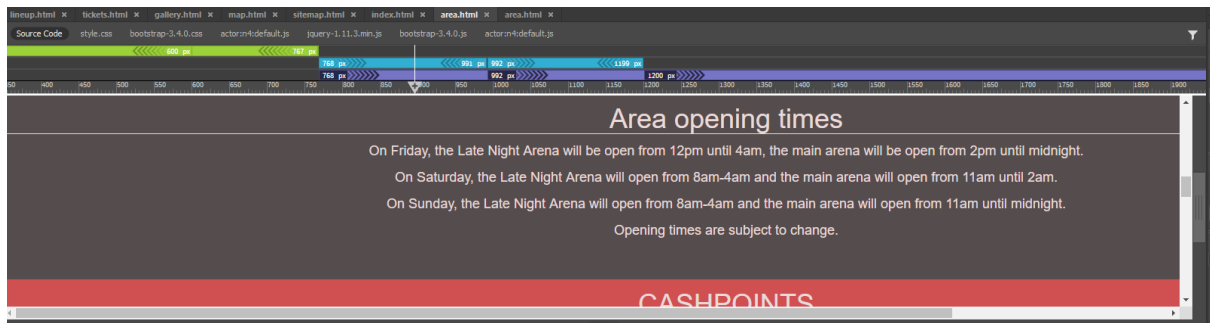 lineup.html × tickets.html × gallery.html × map.html × sitemap.html × index.html × area.html × area.html ×
Source Code style.css bootstrap-3.4.0.css actor:n4:default.js jquery-1.11.3.min.js bootstrap-3.4.0.js actor:n4:default.js
600 px 767 px
768 px 991 px 992 px 1199 px
768 px 992 px 1200 px
50 400 450 500 550 600 650 700 750 800 850 900 950 1000 1050 1100 1150 1200 1250 1300 1350 1400 1450 1500 1550 1600 1650 1700 1750 1800 1850 1900
Area opening times
On Friday, the Late Night Arena will be open from 12pm until 4am, the main arena will be open from 2pm until midnight.
On Saturday, the Late Night Arena will open from 8am-4am and the main arena will open from 11am until 2am.
On Sunday, the Late Night Arena will open from 8am-4am and the main arena will open from 11am until midnight.
Opening times are subject to change.
CASHPOINTS